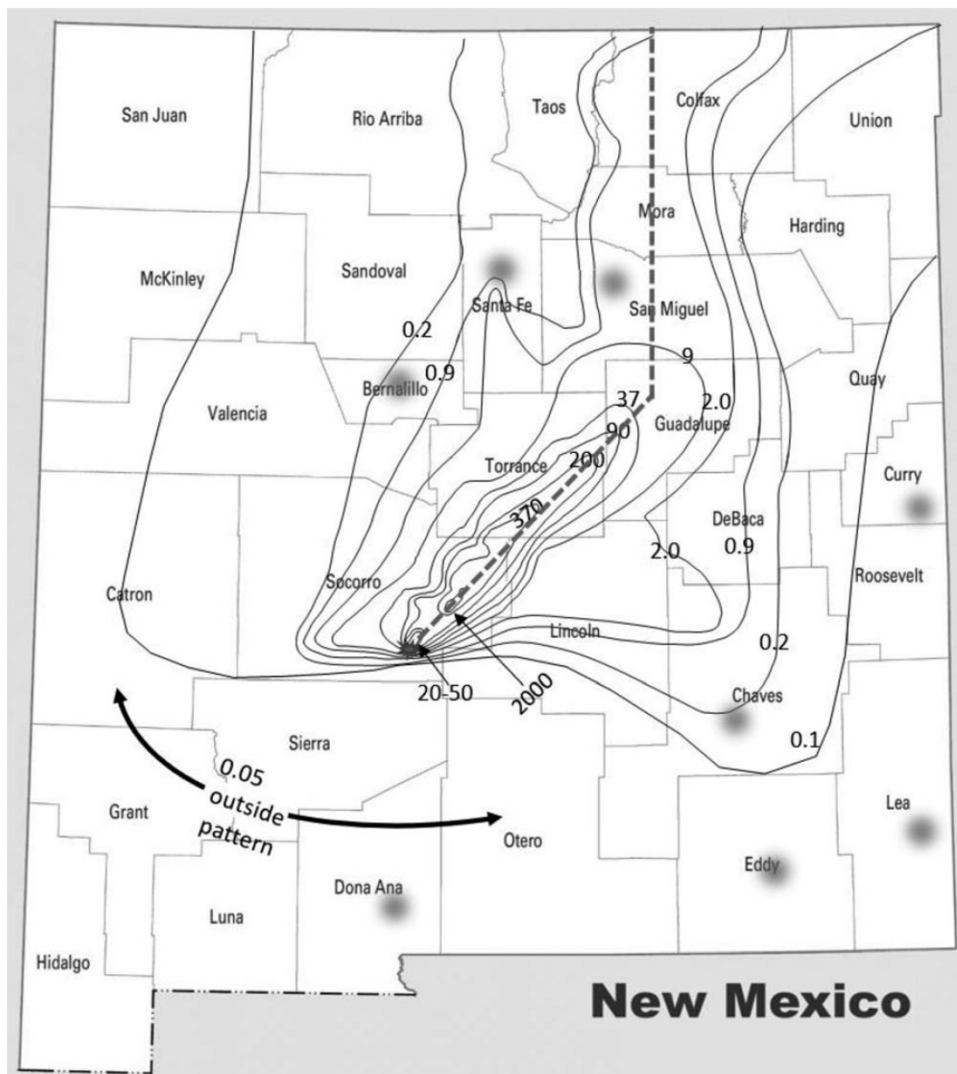 San Juan
Rio Arriba
Taos
Colfax
Union
Mora
Harding
McKinley
Sandoval
Santa Fe
San Miguel
0.2
0.9
Bernalillo
9
Quay
Valencia
37
2.0
Guadalupe
90
Torrance
200
Curry
370
DeBaca
0.9
2.0
Socorro
Roosevelt
Catron
Lincoln
0.2
20-50
2000
Chaves
0.1
Sierra
0.05
outside
pattern
Grant
Otero
Lea
Eddy
Dona Ana
Luna
Hidalgo
New Mexico